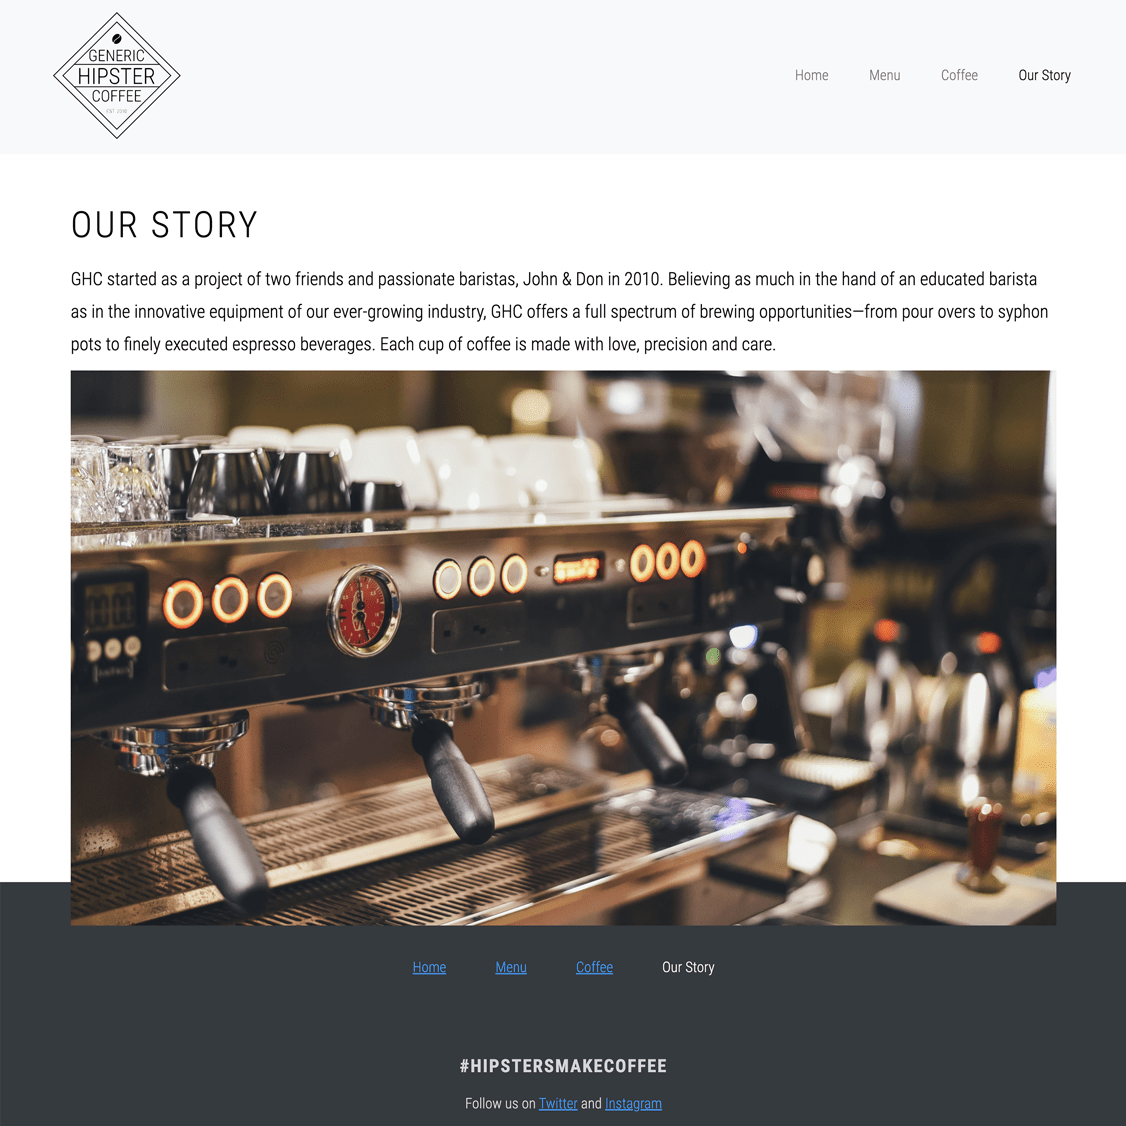 GENERIC
HIPSTER
COFFEE
EST 2010
Home
Menu
Coffee
Our Story
OUR STORY
GHC started as a project of two friends and passionate baristas, John & Don in 2010. Believing as much in the hand of an educated barista
as in the innovative equipment of our ever-growing industry, GHC offers a full spectrum of brewing opportunities—from pour overs to syphon
pots to finely executed espresso beverages. Each cup of coffee is made with love, precision and care.
Home
Menu
Coffee
Our Story
#HIPSTERSMAKECOFFEE
Follow us on Twitter and Instagram